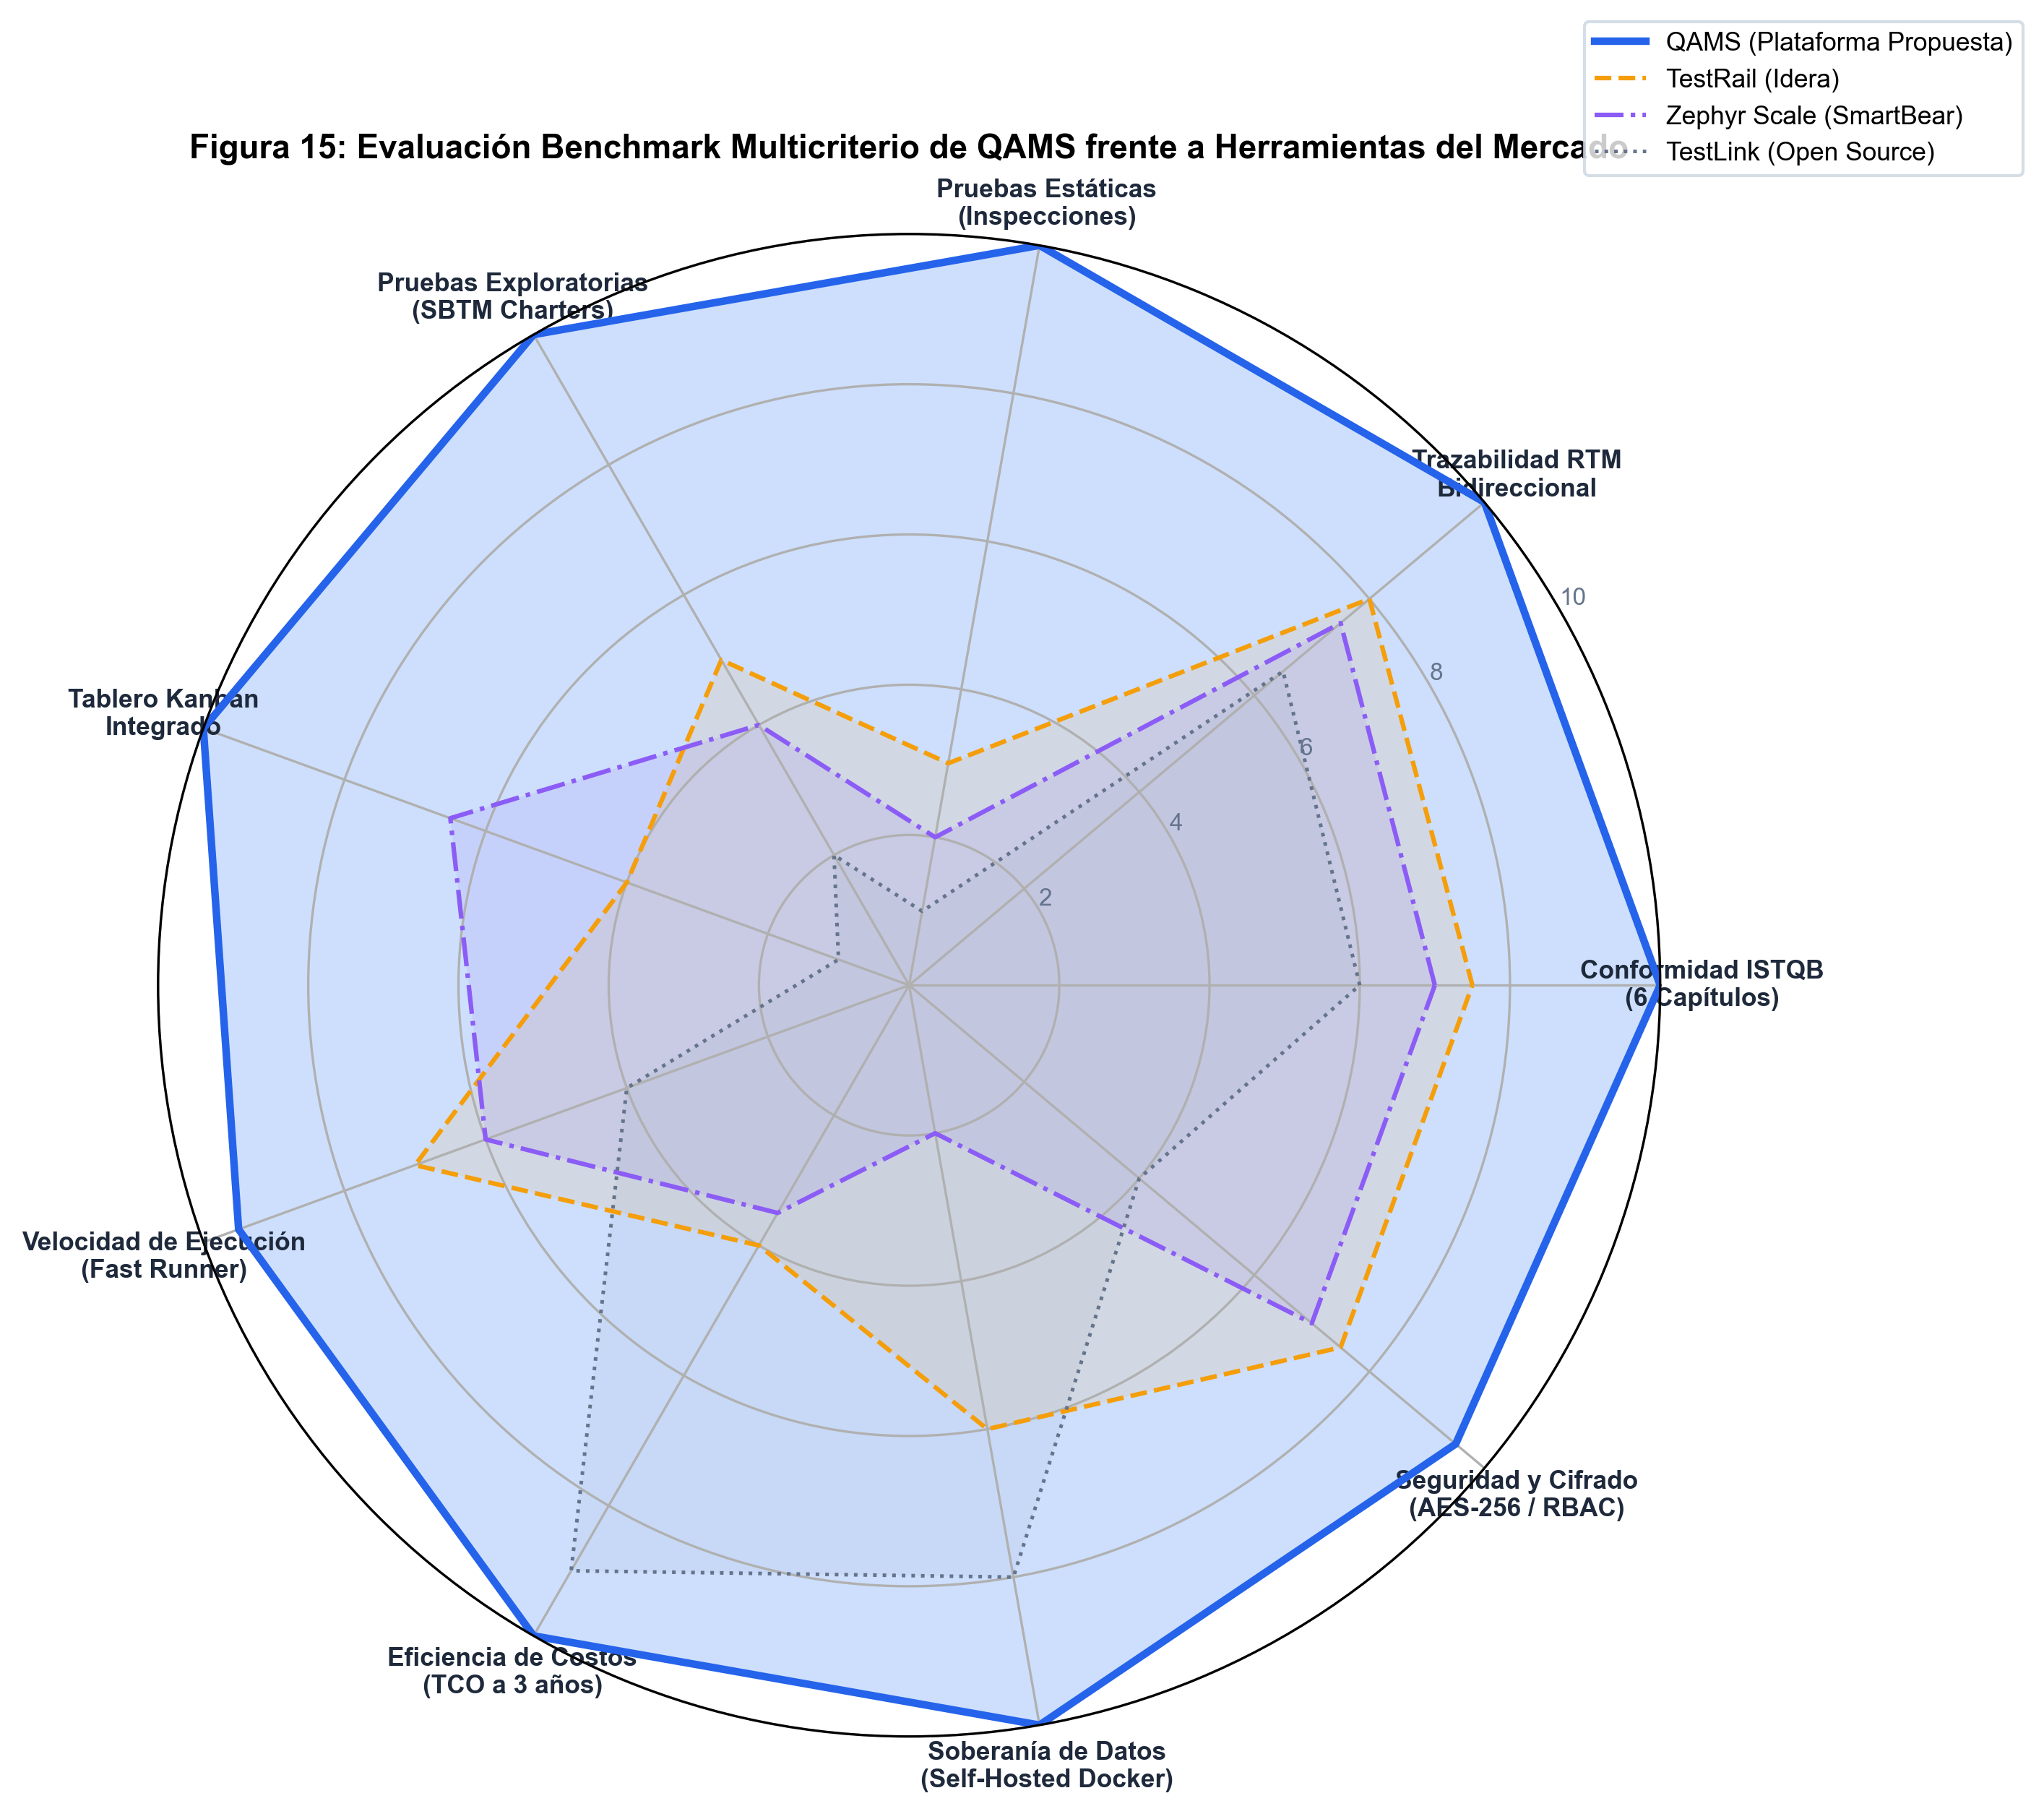 QAMS (Plataforma Propuesta)
TestRail (Idera)
Zephyr Scale (SmartBear)
TestLink (Open Source)
Figura 15: Evaluación Benchmark Multicriterio de QAMS frente a Herramientas del Mercado
Pruebas Estáticas
(Inspecciones)
Pruebas Exploratorias
(SBTM Charters)
Trazabilidad RTM
Bidireccional
10
8
6
4
2
Tablero Kanban
Integrado
Conformidad ISTQB
(6 Capítulos)
Velocidad de Ejecución
(Fast Runner)
Seguridad y Cifrado
(AES-256 / RBAC)
Eficiencia de Costos
(TCO a 3 años)
Soberanía de Datos
(Self-Hosted Docker)